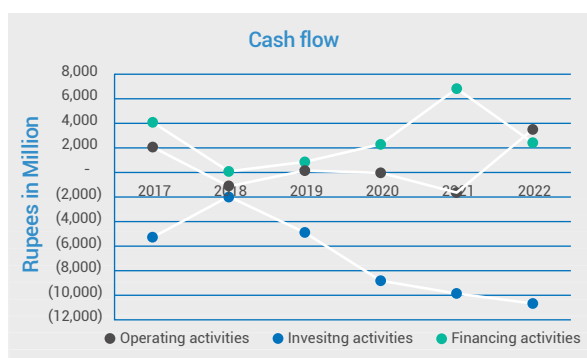 Cash flow
Rupees in Million
8,000
6,000
4,000
2,000
-
(2,000)
(4,000)
(6,000)
(8,000)
(10,000)
(12,000)
2017 2018 2019 2020 2021 2022
Operating activities Invesitng activities Financing activities